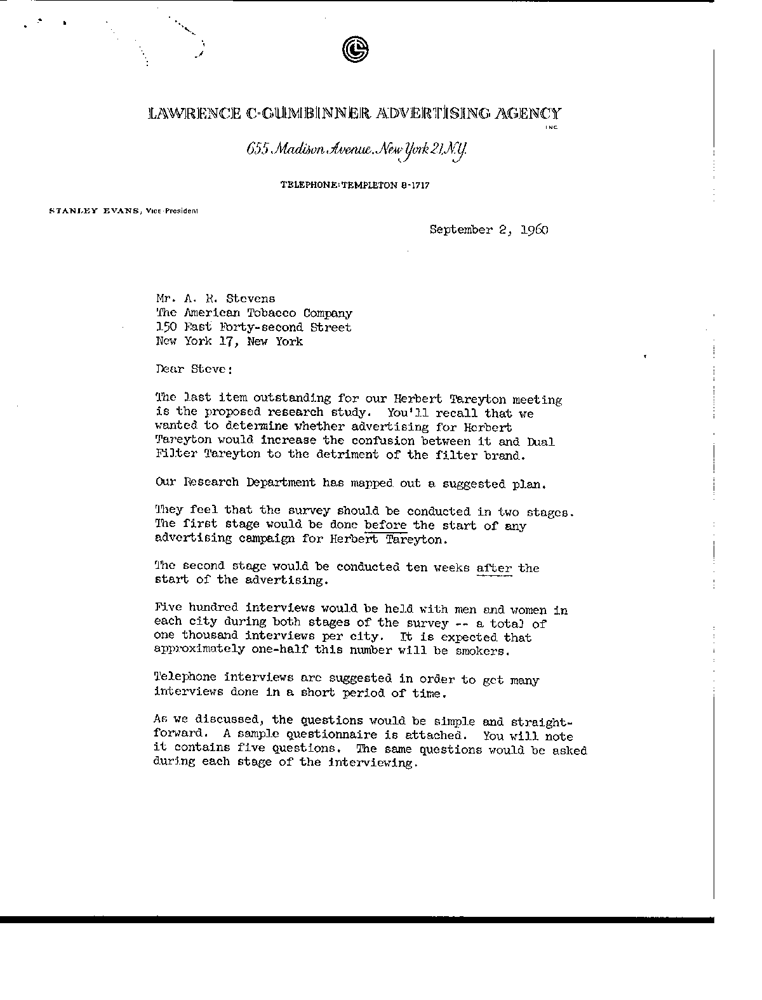 LAWRENCE C·GUMBINNER ADVERTISING AGENCY
INC
655 Madison Avenue, New York 21, N.Y.
TELEPHONE: TEMPLETON 8-1717
STANLEY EVANS, Vice-President
September 2, 1960
Mr. A. R. Stevens
The American Tobacco Company
150 East Forty-second Street
New York 17, New York
Dear Steve:
The last item outstanding for our Herbert Tareyton meeting
is the proposed research study. You'll recall that we
wanted to determine whether advertising for Herbert
Tareyton would increase the confusion between it and Dual
Filter Tareyton to the detriment of the filter brand.
Our Research Department has mapped out a suggested plan.
They feel that the survey should be conducted in two stages.
The first stage would be done before the start of any
advertising campaign for Herbert Tareyton.
The second stage would be conducted ten weeks after the
start of the advertising.
Five hundred interviews would be held with men and women in
each city during both stages of the survey -- a total of
one thousand interviews per city. It is expected that
approximately one-half this number will be smokers.
Telephone interviews are suggested in order to get many
interviews done in a short period of time.
As we discussed, the questions would be simple and straight-
forward. A sample questionnaire is attached. You will note
it contains five questions. The same questions would be asked
during each stage of the interviewing.